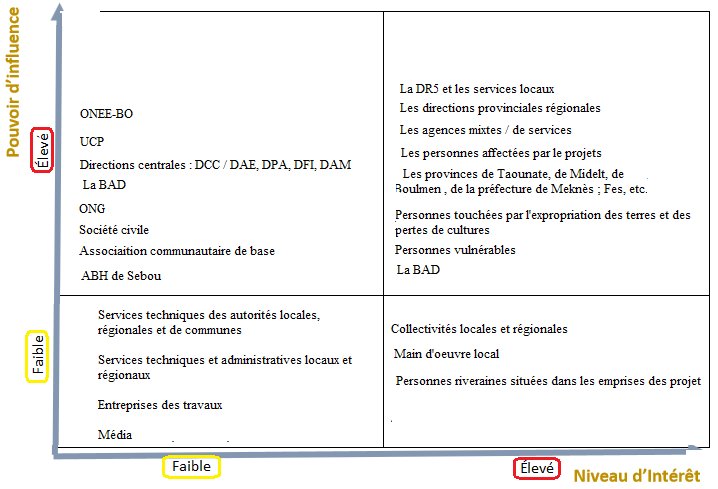 Pouvoir d'influence
Élevé
ONEE-BO
UCP
Directions centrales : DCC / DAE, DPA, DFI, DAM
La BAD
ONG
Société civile
Associaition communautaire de base
ABH de Sebou
La DR5 et les services locaux
Les directions provinciales régionales
Les agences mixtes / de services
Les personnes affectées par le projets
Les provinces de Taounate, de Midelt, de
Boulmen , de la préfecture de Meknès ; Fes, etc.
Personnes touchées par l'expropriation des terres et des
pertes de cultures
Personnes vulnérables
La BAD
Faible
Services techniques des autorités locales,
régionales et de communes
Services techniques et administratives locaux et
régionaux
Entreprises des travaux
Média
Collectivités locales et régionales
Main d'oeuvre local
Personnes riveraines situées dans les emprises des projet
Faible
Élevé
Niveau d'Intérêt